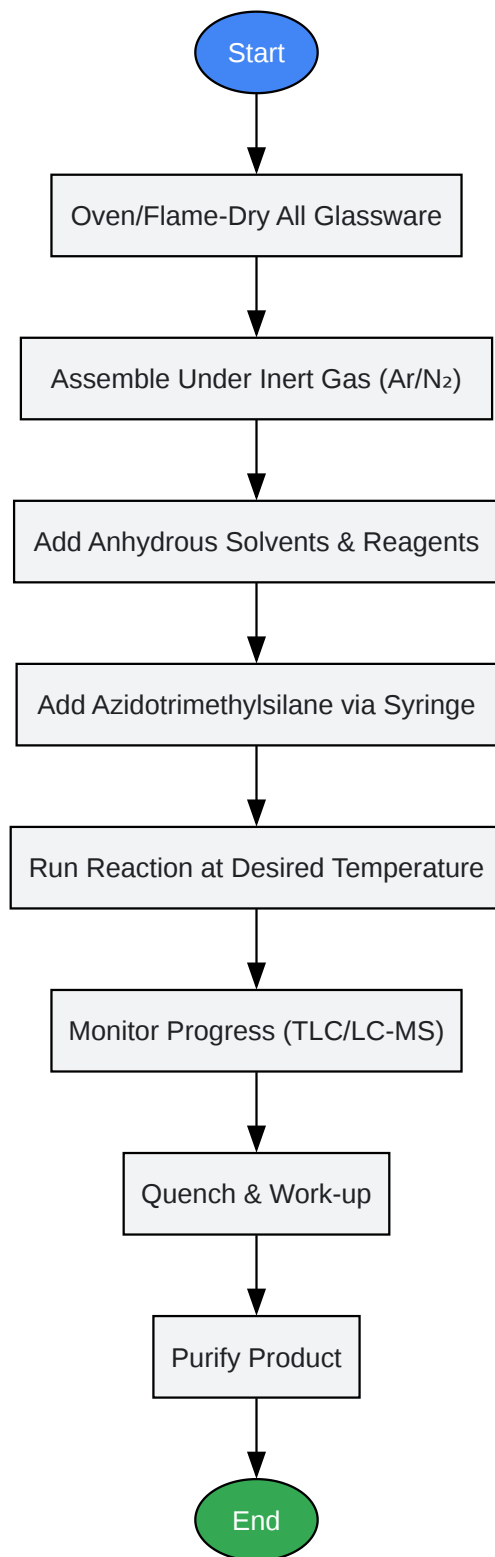 Start
Oven/Flame-Dry All Glassware
Assemble Under Inert Gas (Ar/N₂)
Add Anhydrous Solvents & Reagents
Add Azidotrimethylsilane via Syringe
Run Reaction at Desired Temperature
Monitor Progress (TLC/LC-MS)
Quench & Work-up
Purify Product
End